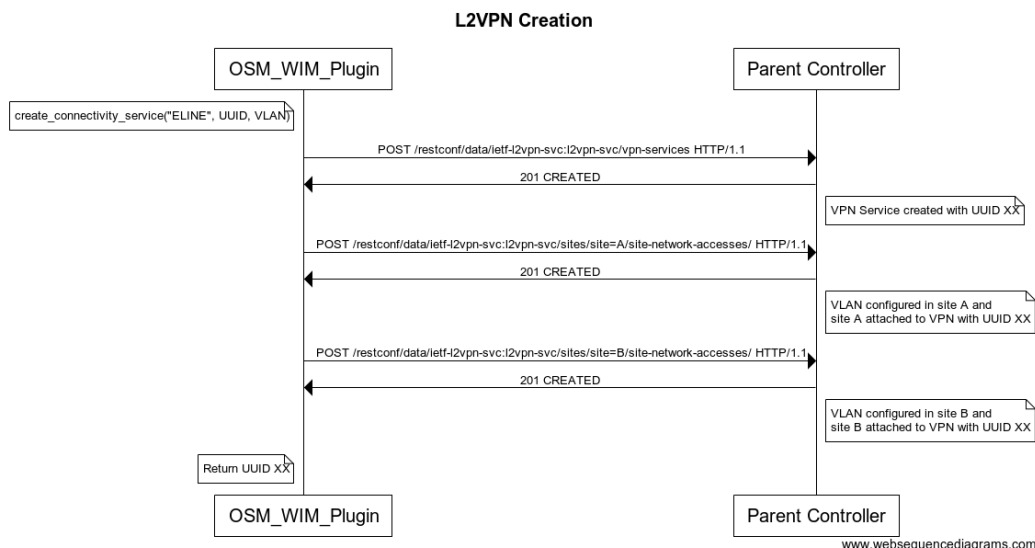 L2VPN Creation
OSM_WIM_Plugin
Parent Controller
create_connectivity_service("ELINE", UUID, VLAN)
POST /restconf/data/ietf-l2vpn-svc:l2vpn-svc/vpn-services HTTP/1.1
201 CREATED
VPN Service created with UUID XX
POST /restconf/data/ietf-l2vpn-svc:l2vpn-svc/sites/site=A/site-network-accesses/ HTTP/1.1
201 CREATED
VLAN configured in site A and
site A attached to VPN with UUID XX
POST /restconf/data/ietf-l2vpn-svc:l2vpn-svc/sites/site=B/site-network-accesses/ HTTP/1.1
201 CREATED
VLAN configured in site B and
site B attached to VPN with UUID XX
Return UUID XX
OSM_WIM_Plugin
Parent Controller
www.websequencediagrams.com